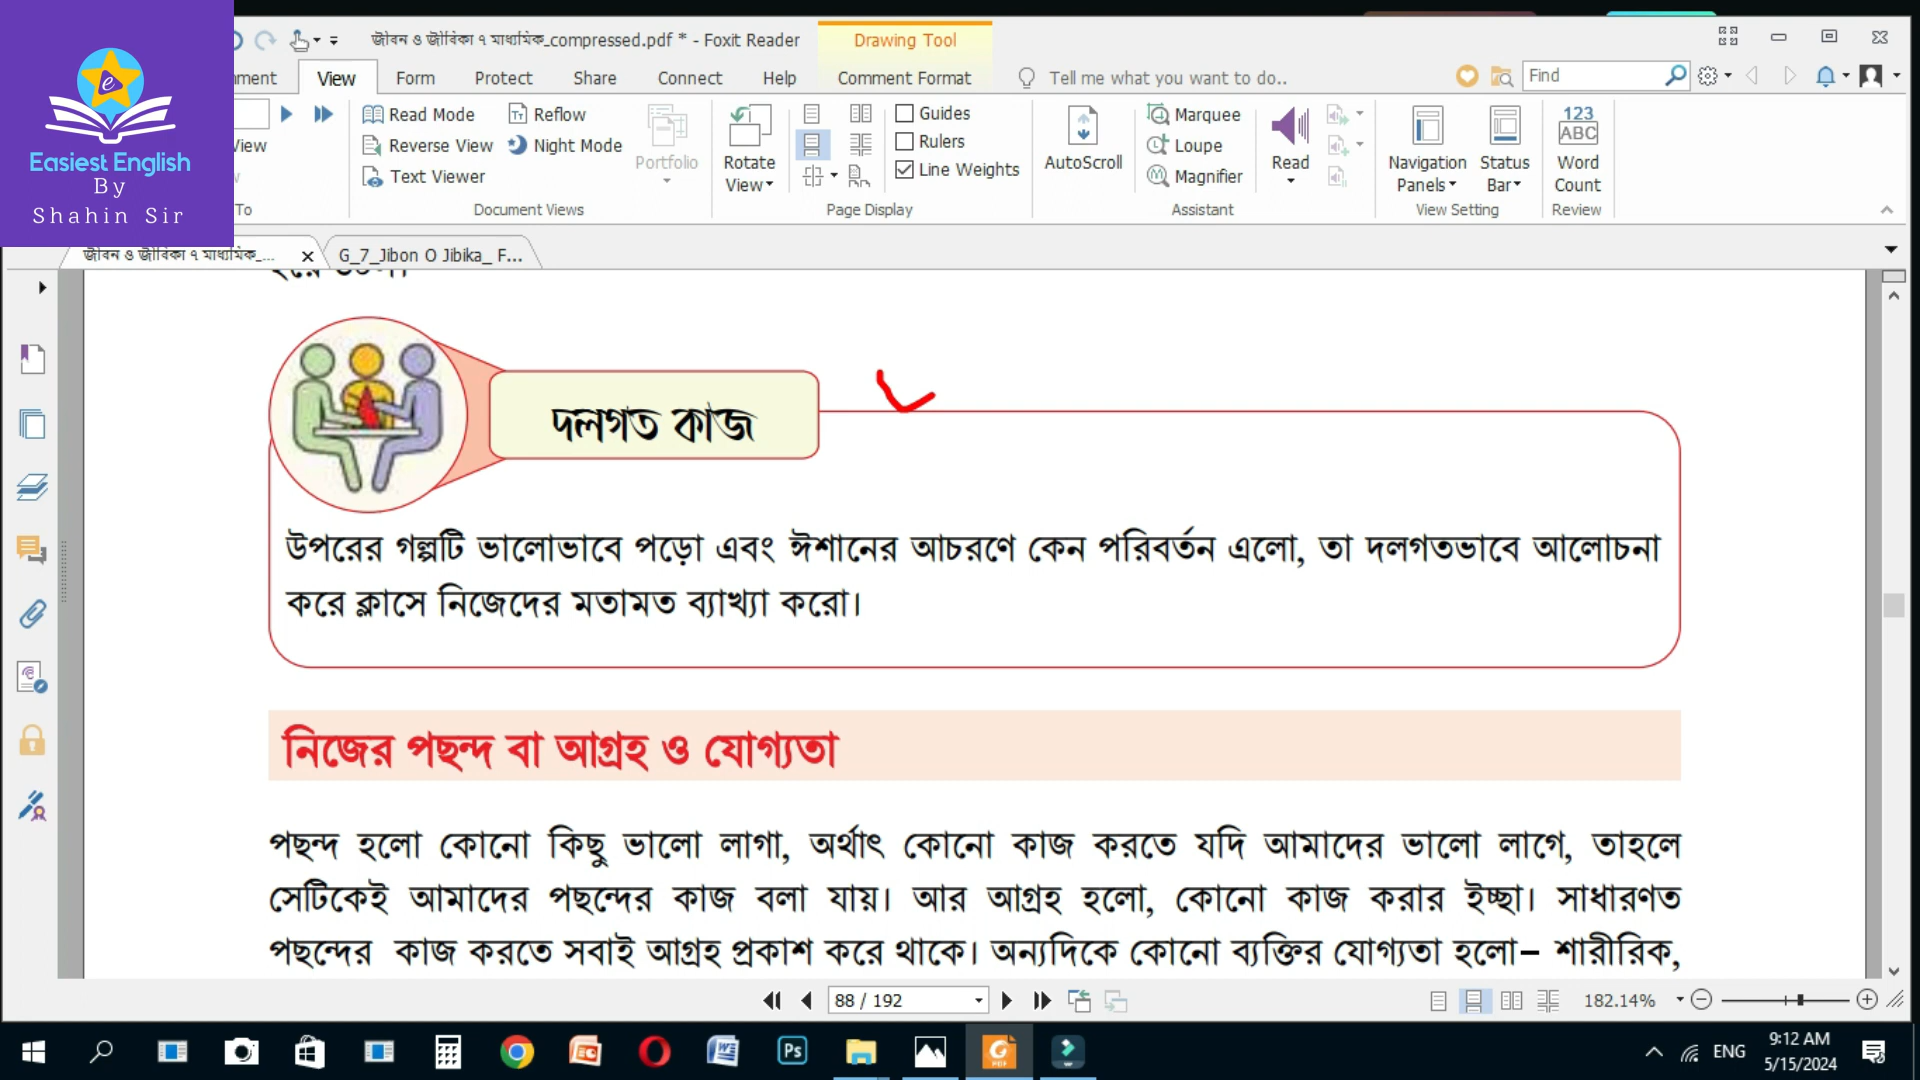 Easiest English
By
Shahin Sir
জীবন ও জীবিকা ৭ মাধ্যমিক_compressed.pdf * - Foxit Reader
Drawing Tool
View
Form
Protect
Share
Connect
Help
Comment Format
Tell me what you want to do..
Find
Read Mode
Reflow
Reverse View
Night Mode
Text Viewer
Document Views
Portfolio
Rotate
View
Guides
Rulers
Line Weights
Page Display
AutoScroll
Marquee
Loupe
Magnifier
Assistant
Read
Navigation
Panels
Status
Bar
View Setting
123
ABC
Word
Count
Review
To
জীবন ও জীবিকা ৭ মাধ্যমিক_...
G_7_Jibon O Jibika_ F...
দলগত কাজ
উপরের গল্পটি ভালোভাবে পড়ো এবং ঈশানের আচরণে কেন পরিবর্তন এলো, তা দলগতভাবে আলোচনা
করে ক্লাসে নিজেদের মতামত ব্যাখ্যা করো।
নিজের পছন্দ বা আগ্রহ ও যোগ্যতা
পছন্দ হলো কোনো কিছু ভালো লাগা, অর্থাৎ কোনো কাজ করতে যদি আমাদের ভালো লাগে, তাহলে
সেটিকেই আমাদের পছন্দের কাজ বলা যায়। আর আগ্রহ হলো, কোনো কাজ করার ইচ্ছা। সাধারণত
পছন্দের কাজ করতে সবাই আগ্রহ প্রকাশ করে থাকে। অন্যদিকে কোনো ব্যক্তির যোগ্যতা হলো– শারীরিক,
88 / 192
182.14%
ENG
9:12 AM
5/15/2024